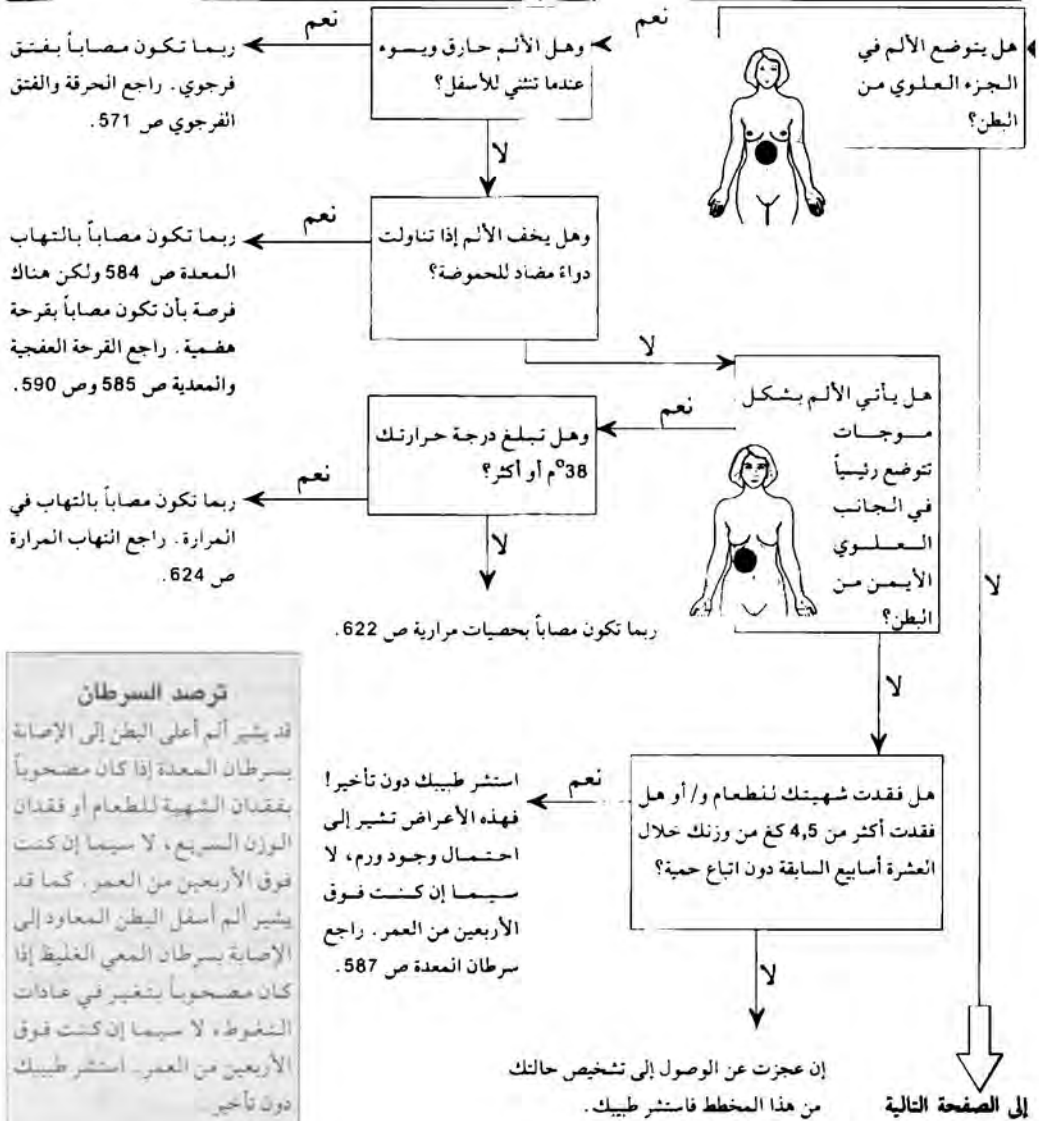 هل يتوضع الألم في
الجزء العلوي من
البطن؟
نعم
وهل الألم حارق ويسوء
عندما تنثني للأسفل؟
نعم
ربما تكون مصاباً بفتق
فرجوي. راجع الحرقة والفتق
الفرجوي ص 571.
لا
وهل يخف الألم إذا تناولت
دواءً مضاد للحموضة؟
نعم
ربما تكون مصاباً بالتهاب
المعدة ص 584 ولكن هناك
فرصة بأن تكون مصاباً بقرحة
هضمية. راجع القرحة العفجية
والمعدية ص 585 وص 590.
لا
هل يأتي الألم بشكل
موجات
تتوضع رئيسياً
في الجانب
العلوي
الأيمن من
البطن؟
نعم
وهل تبلغ درجة حرارتك
38°م أو أكثر؟
نعم
ربما تكون مصاباً بالتهاب في
المرارة. راجع التهاب المرارة
ص 624.
لا
ربما تكون مصاباً بحصيات مرارية ص 622.
لا
هل فقدت شهيتك للطعام و/أو هل
فقدت أكثر من 4,5 كغ من وزنك خلال
العشرة أسابيع السابقة دون اتباع حمية؟
نعم
استشر طبيبك دون تأخير!
فهذه الأعراض تشير إلى
احتمال وجود ورم، لا
سيما إن كنت فوق
الأربعين من العمر. راجع
سرطان المعدة ص 587.
لا
إن عجزت عن الوصول إلى تشخيص حالتك
من هذا المخطط فاستشر طبيبك.
لا
إلى الصفحة التالية
ترصد السرطان
قد يشير ألم أعلى البطن إلى الإصابة
بسرطان المعدة إذا كان مصحوباً
بفقدان الشهية للطعام أو فقدان
الوزن السريع، لا سيما إن كنت
فوق الأربعين من العمر. كما قد
يشير ألم أسفل البطن المعاود إلى
الإصابة بسرطان المعي الغليظ إذا
كان مصحوباً بتغير في عادات
التغوط، لا سيما إن كنت فوق
الأربعين من العمر. استشر طبيبك
دون تأخير.